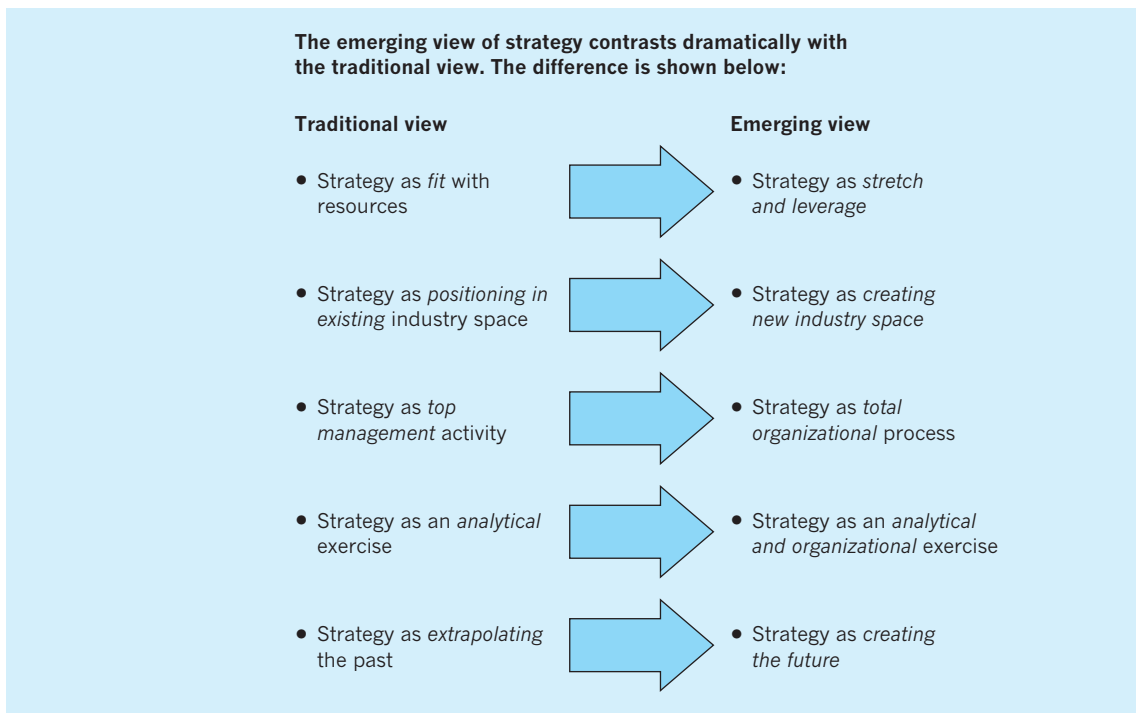 The emerging view of strategy contrasts dramatically with
the traditional view. The difference is shown below:
Traditional view
Emerging view
• Strategy as fit with
resources
• Strategy as stretch
and leverage
• Strategy as positioning in
existing industry space
• Strategy as creating
new industry space
• Strategy as top
management activity
• Strategy as total
organizational process
• Strategy as an analytical
exercise
• Strategy as an analytical
and organizational exercise
• Strategy as extrapolating
the past
• Strategy as creating
the future